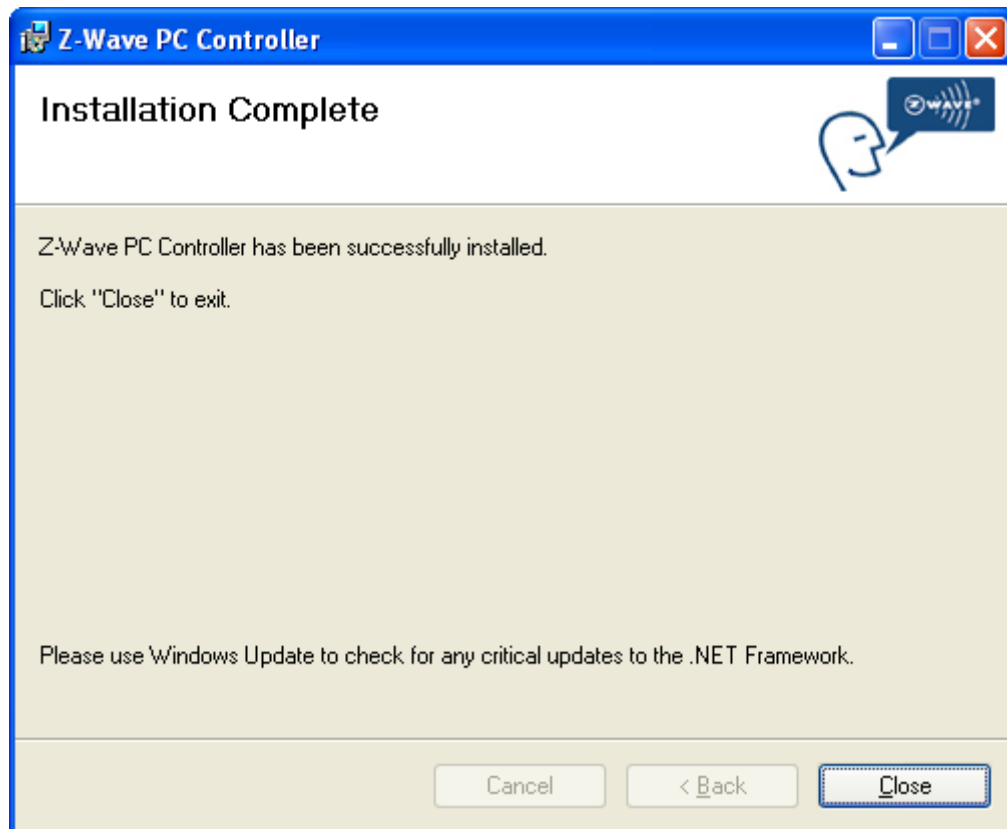 Z-Wave PC Controller
Installation Complete
Z WAVE®
Z-Wave PC Controller has been successfully installed.
Click "Close" to exit.
Please use Windows Update to check for any critical updates to the .NET Framework.
Cancel
< Back
Close